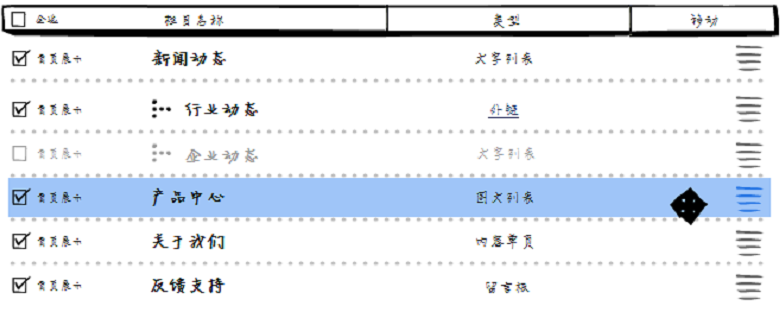 全选 栏目名称 类型 移动
首页展示 新闻动态 文字列表
首页展示 行业动态 外链
首页展示 企业动态 文字列表
首页展示 产品中心 图文列表
首页展示 关于我们 内容单页
首页展示 反馈支持 留言板